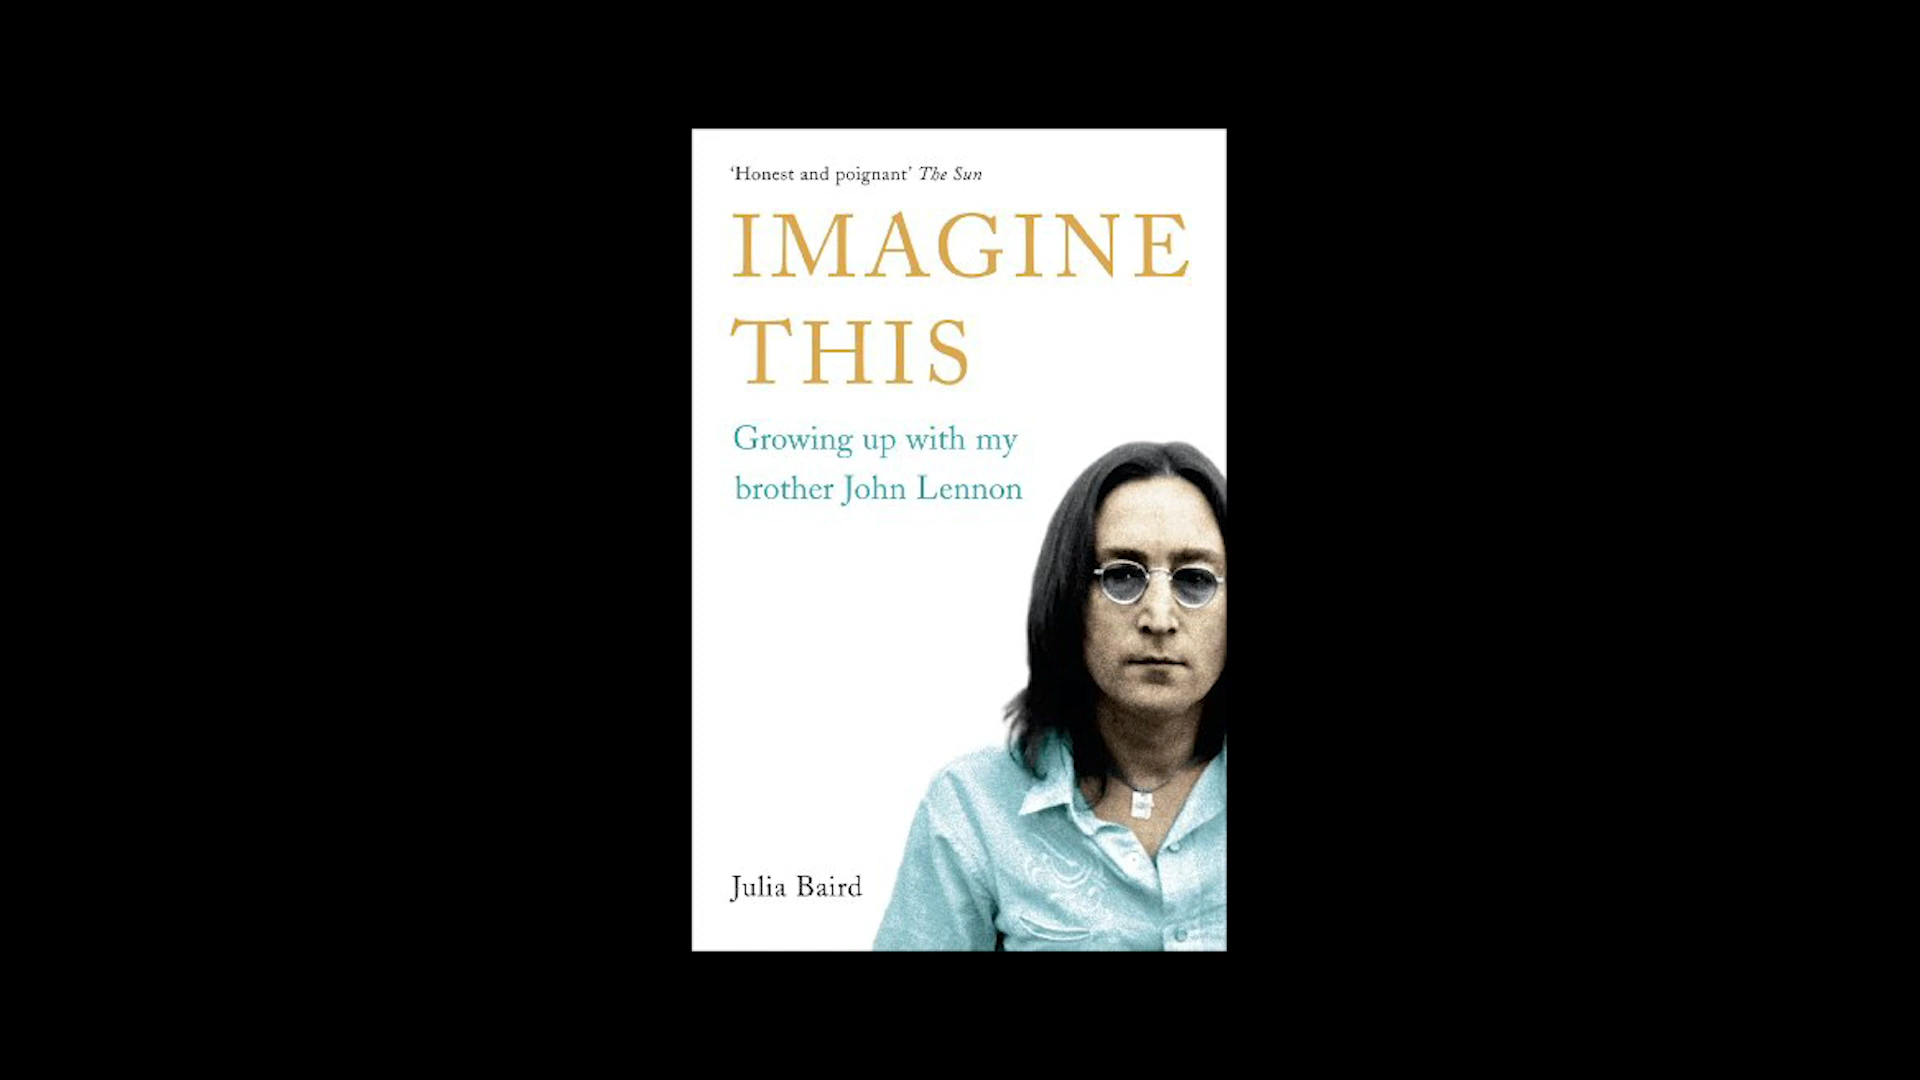 ‘Honest and poignant’ The Sun
IMAGINE
THIS
Growing up with my
brother John Lennon
Julia Baird